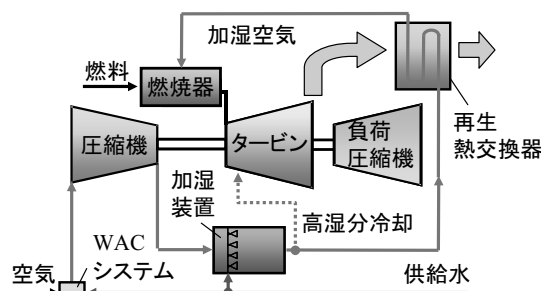 加湿空気
燃料
燃焼器
圧縮機
タービン
負荷
圧縮機
再生
熱交換器
加湿
装置
高湿分冷却
WAC
システム
空気
供給水